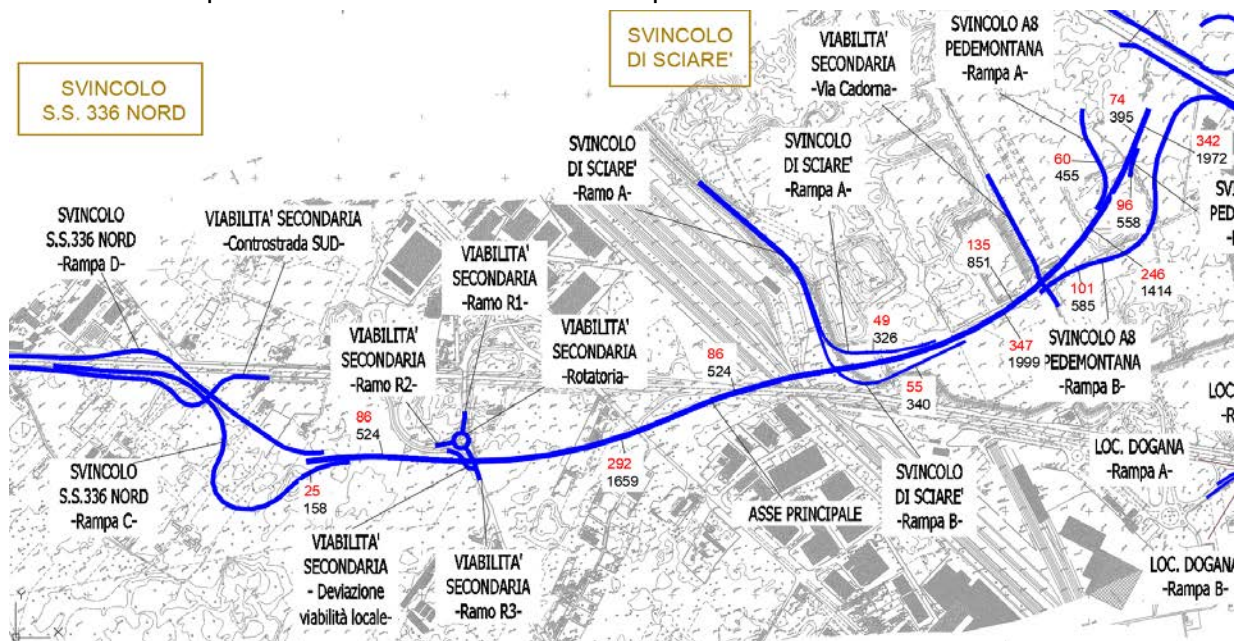 SVINCOLO
S.S. 336 NORD
SVINCOLO
DI SCIARE'
VIABILITA'
SECONDARIA
-Via Cadorna-
SVINCOLO A8
PEDEMONTANA
-Rampa A-
74
395
342
1972
SVINCOLO
DI SCIARE'
-Ramo A-
SVINCOLO
DI SCIARE'
-Rampa A-
60
455
96
558
SVINCOLO
S.S.336 NORD
-Rampa D-
VIABILITA' SECONDARIA
-Controstrada SUD-
VIABILITA'
SECONDARIA
-Ramo R1-
135
851
246
1414
101
585
VIABILITA'
SECONDARIA
-Ramo R2-
VIABILITA'
SECONDARIA
-Rotatoria-
86
524
49
326
347
1999
SVINCOLO A8
PEDEMONTANA
-Rampa B-
55
340
86
524
LOC. DOGANA
-Rampa A-
SVINCOLO
S.S.336 NORD
-Rampa C-
25
158
292
1659
ASSE PRINCIPALE
SVINCOLO
DI SCIARE'
-Rampa B-
VIABILITA'
SECONDARIA
- Deviazione
viabilità locale-
VIABILITA'
SECONDARIA
-Ramo R3-
LOC. DOGANA
-Rampa B-